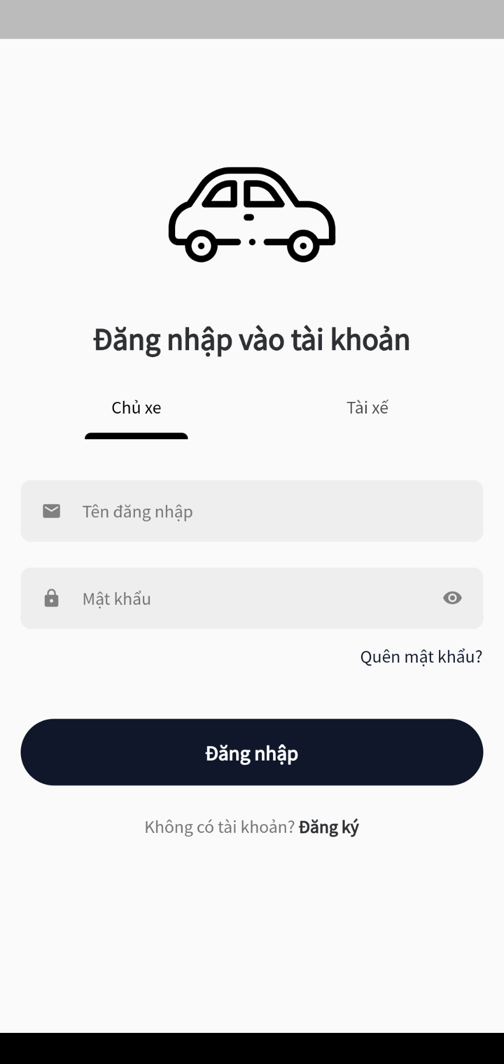 Đăng nhập vào tài khoản
Chủ xe
Tài xế
Tên đăng nhập
Mật khẩu
Quên mật khẩu?
Đăng nhập
Không có tài khoản? Đăng ký